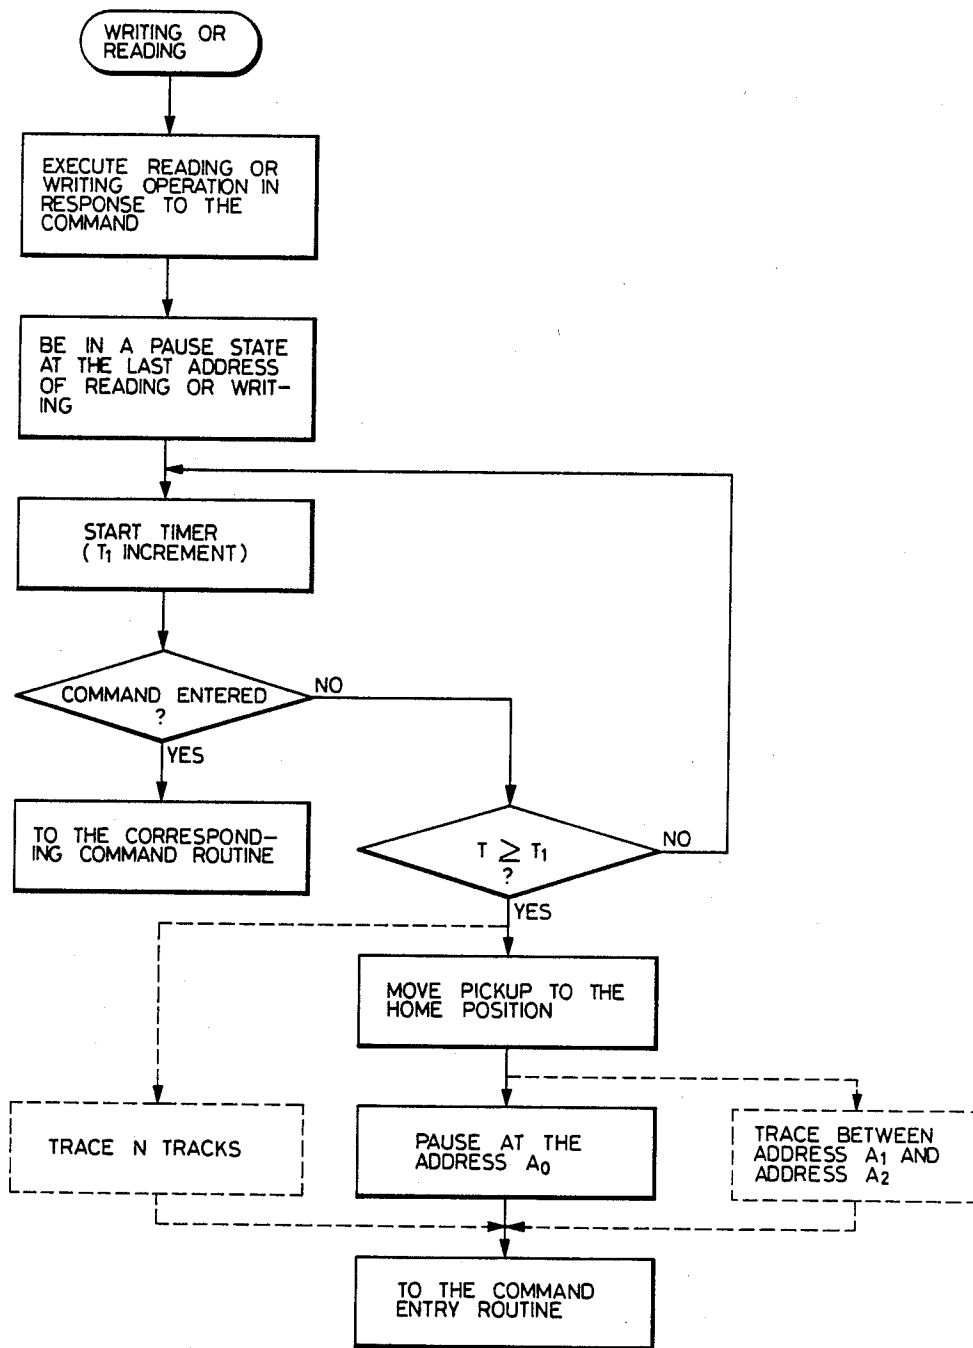 WRITING OR
READING
EXECUTE READING OR
WRITING OPERATION IN
RESPONSE TO THE
COMMAND
BE IN A PAUSE STATE
AT THE LAST ADDRESS
OF READING OR WRIT-
ING
START TIMER
(T1 INCREMENT)
COMMAND ENTERED
?
NO
YES
TO THE CORRESPOND-
ING COMMAND ROUTINE
T ≥ T1
?
NO
YES
MOVE PICKUP TO THE
HOME POSITION
TRACE N TRACKS
PAUSE AT THE
ADDRESS A0
TRACE BETWEEN
ADDRESS A1 AND
ADDRESS A2
TO THE COMMAND
ENTRY ROUTINE